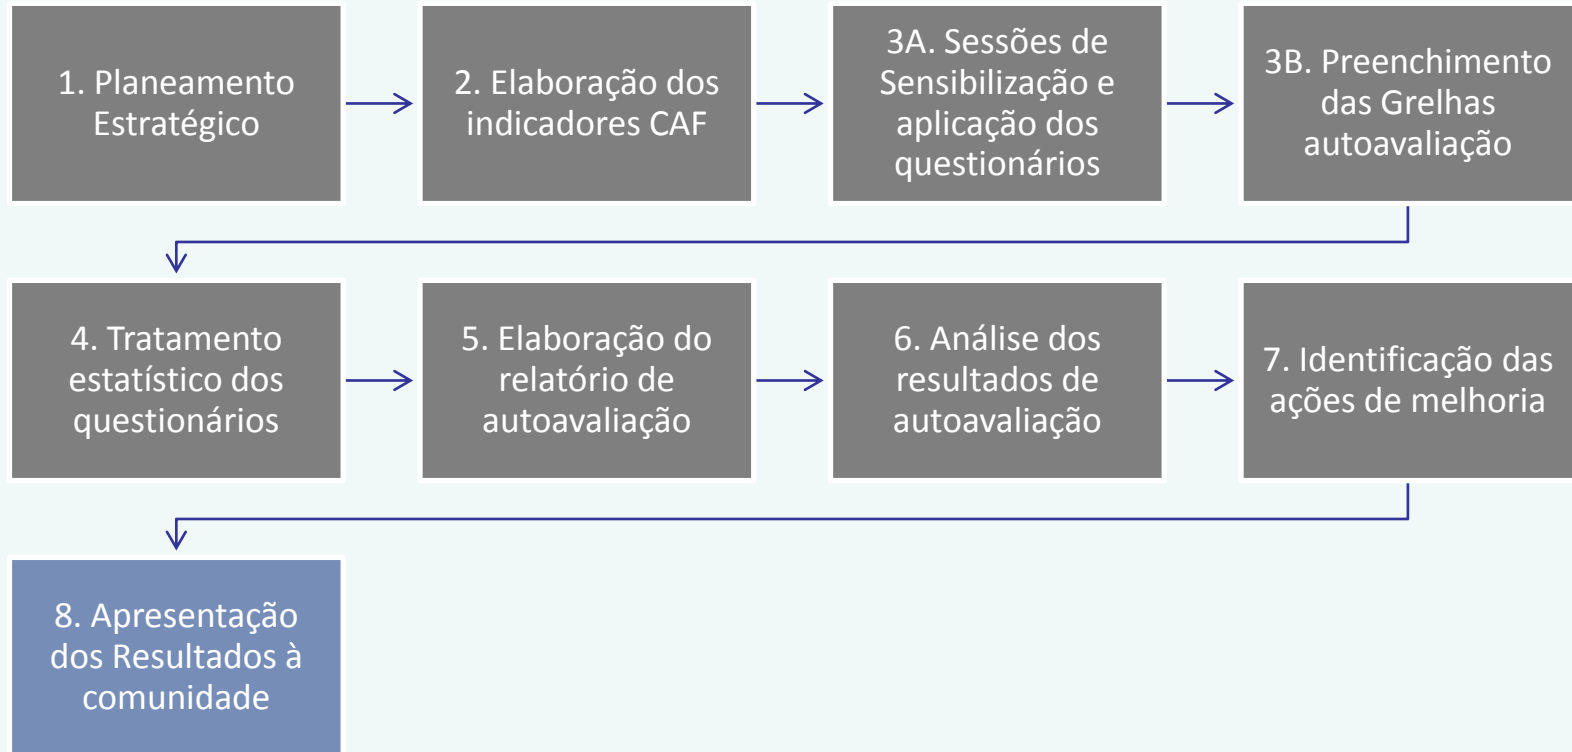 1. Planeamento
Estratégico
2. Elaboração dos
indicadores CAF
3A. Sessões de
Sensibilização e
aplicação dos
questionários
3B. Preenchimento
das Grelhas
autoavaliação
4. Tratamento
estatístico dos
questionários
5. Elaboração do
relatório de
autoavaliação
6. Análise dos
resultados de
autoavaliação
7. Identificação das
ações de melhoria
8. Apresentação
dos Resultados à
comunidade